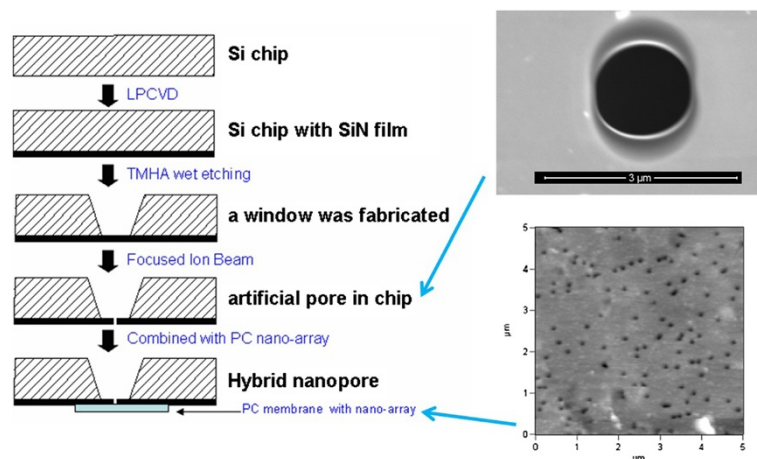 Si chip
LPCVD
Si chip with SiN film
TMHA wet etching
a window was fabricated
Focused Ion Beam
artificial pore in chip
Combined with PC nano-array
Hybrid nanopore
PC membrane with nano-array
3 µm
5
4
3
2
1
0
µm
0 1 2 3 4 5
µm